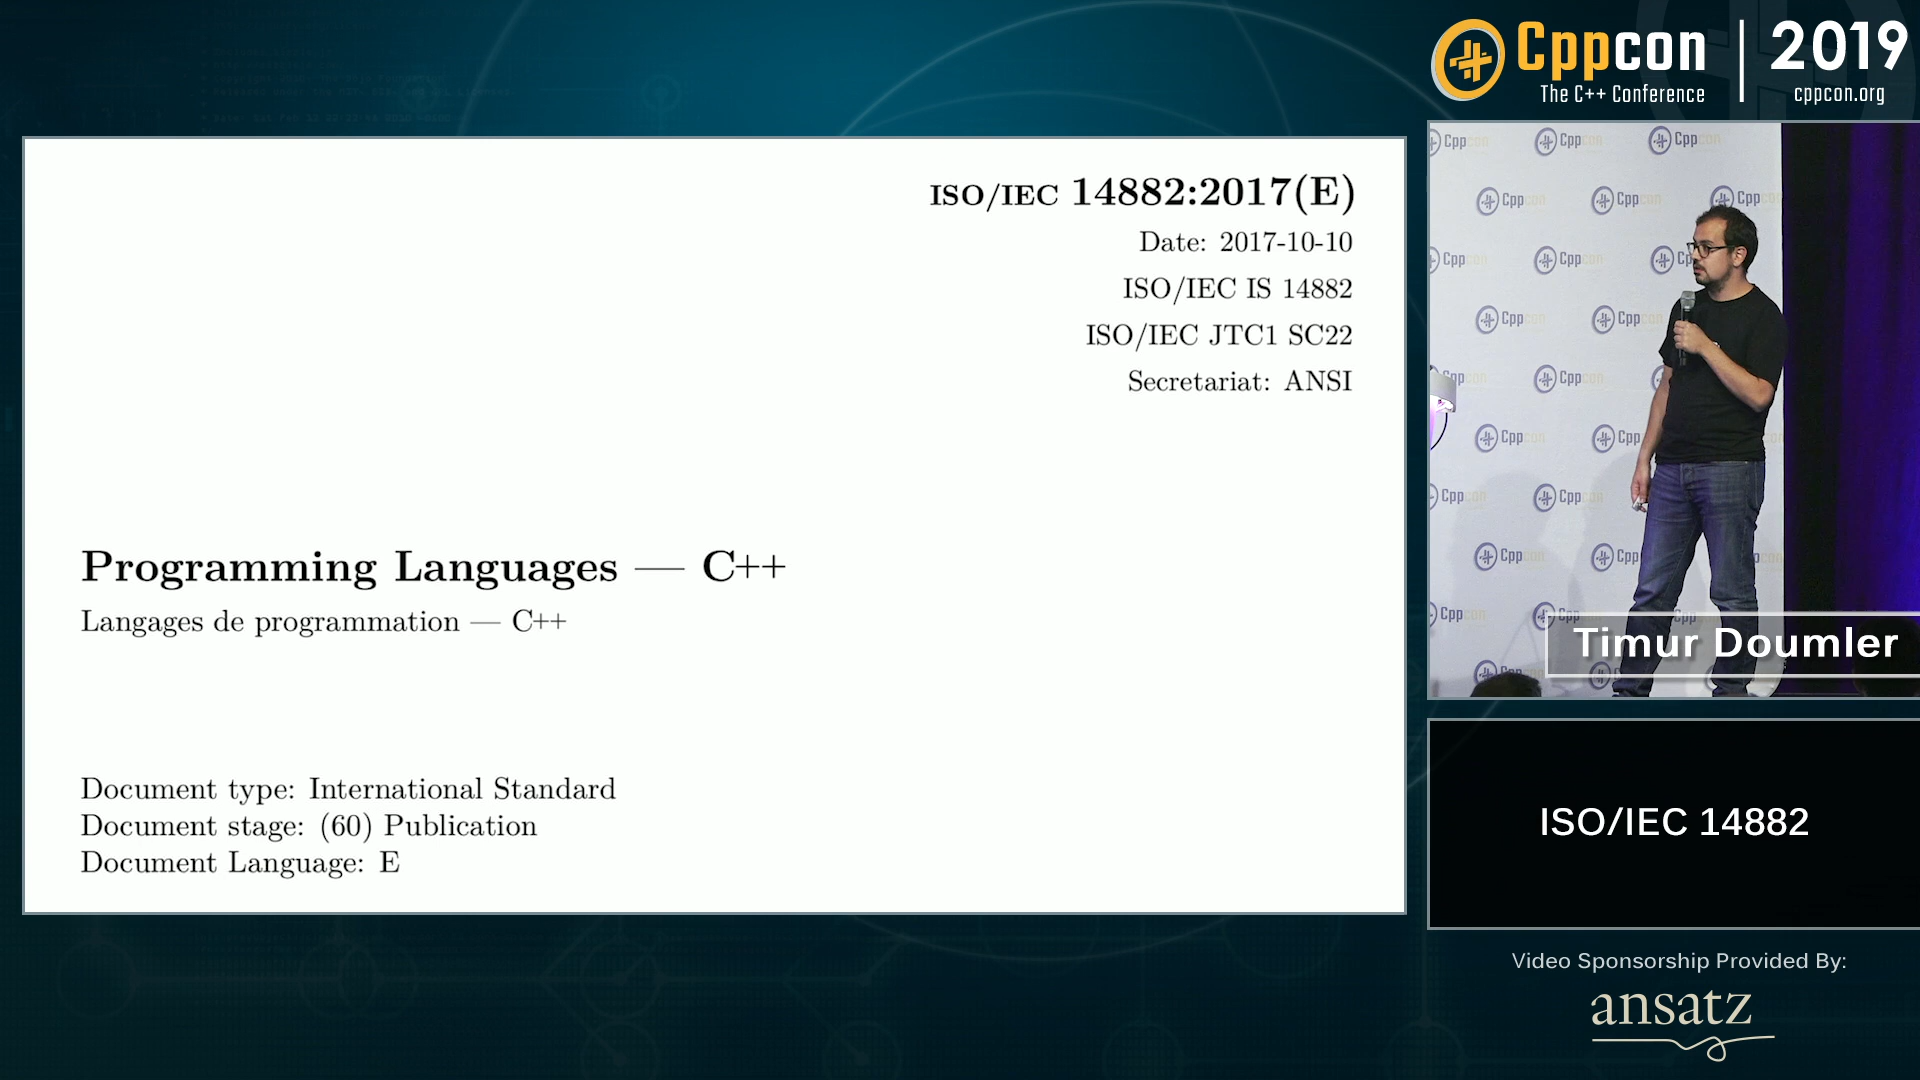 Cppcon
The C++ Conference
2019
cppcon.org
ISO/IEC 14882:2017(E)
Date: 2017-10-10
ISO/IEC IS 14882
ISO/IEC JTC1 SC22
Secretariat: ANSI
Programming Languages — C++
Langages de programmation — C++
Document type: International Standard
Document stage: (60) Publication
Document Language: E
Timur Doumler
ISO/IEC 14882
Video Sponsorship Provided By:
ansatz